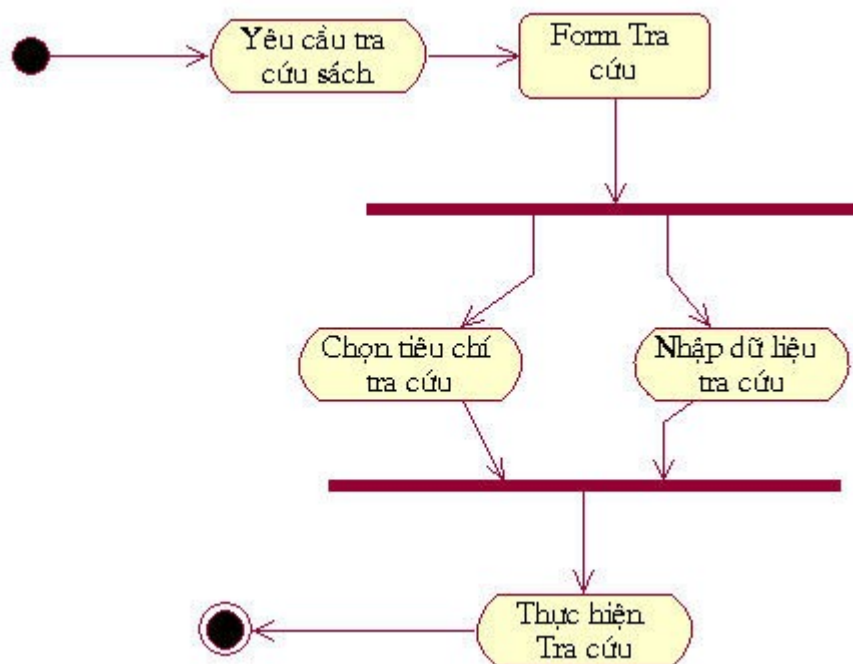 Yêu cầu tra
cứu sách
Form Tra
cứu
Chọn tiêu chí
tra cứu
Nhập dữ liệu
tra cứu
Thực hiện
Tra cứu